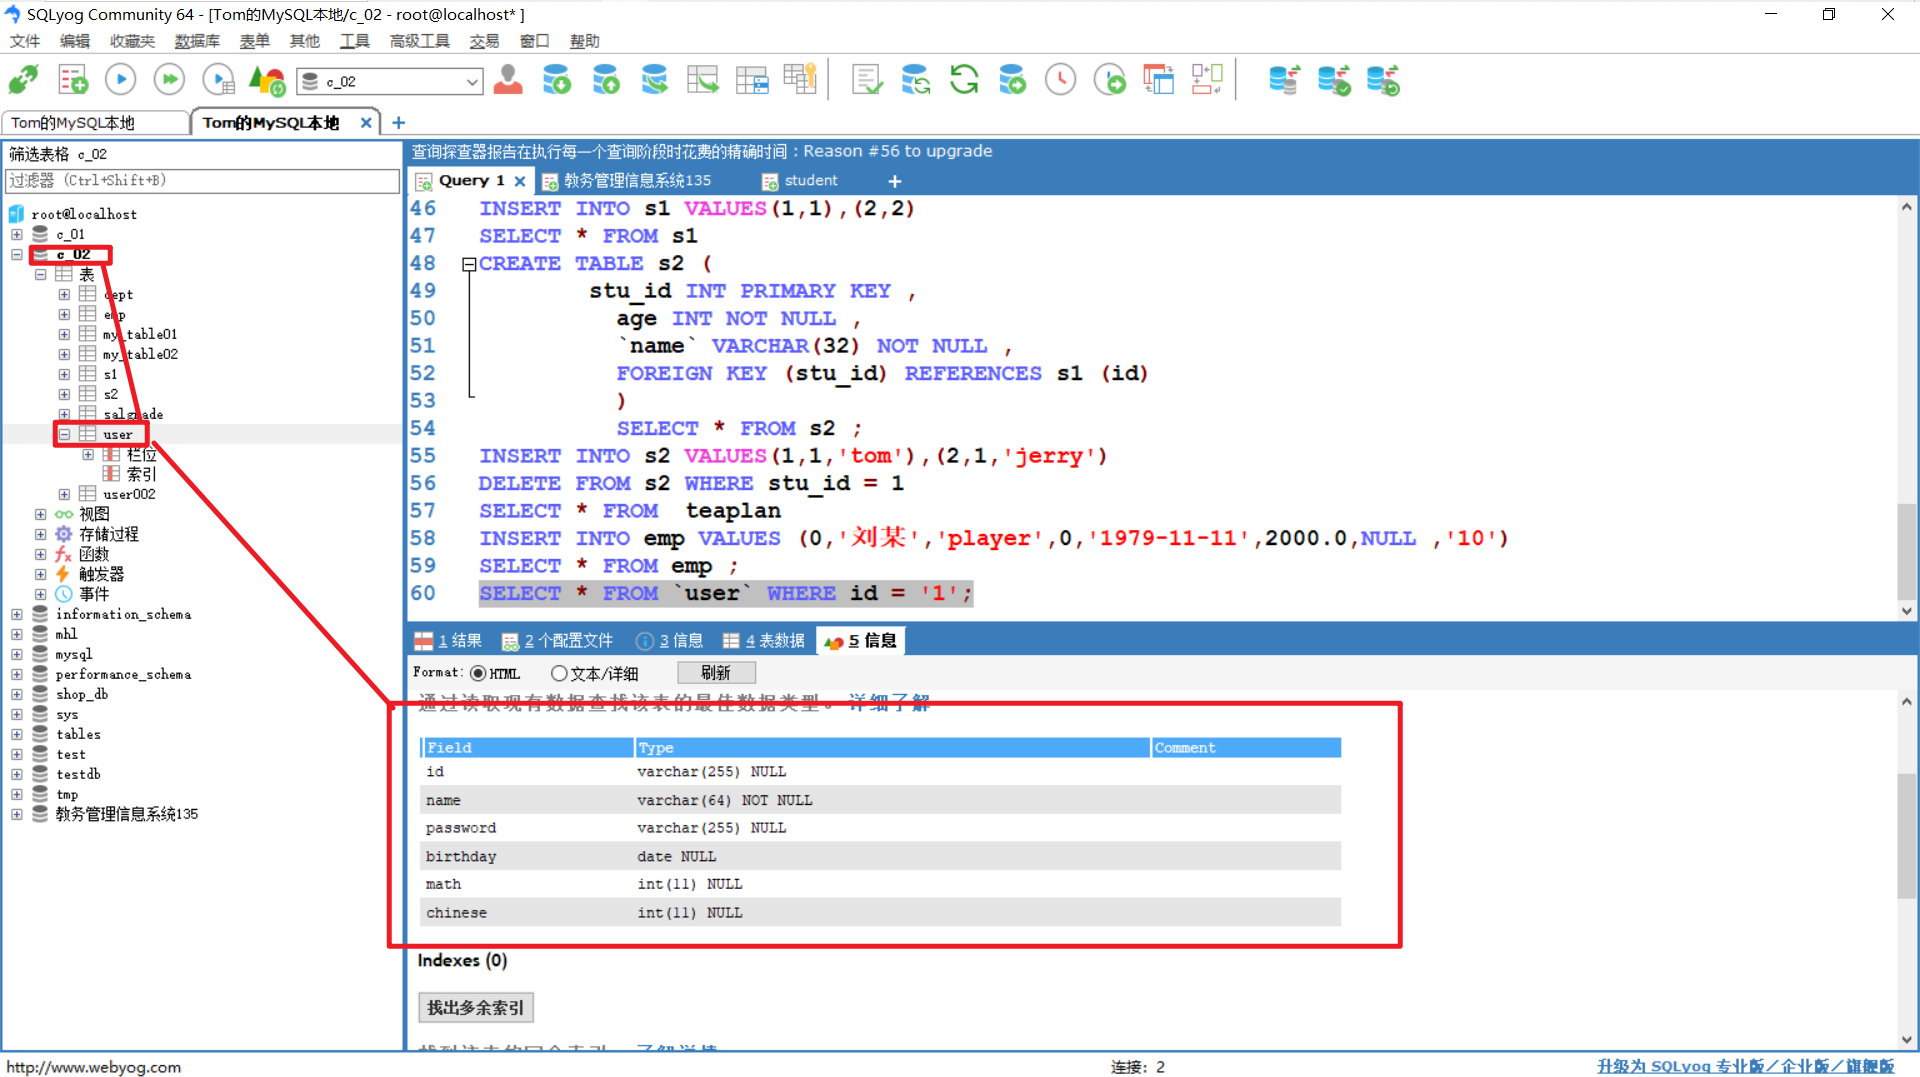 SQLyog Community 64 - [Tom的MySQL本地/c_02 - root@localhost* ]
文件 编辑 收藏夹 数据库 表单 其他 工具 高级工具 交易 窗口 帮助
c_02
Tom的MySQL本地 Tom的MySQL本地
筛选表格 c_02
过滤器 (Ctrl+Shift+B)
root@localhost
c_01
c_02
表
dept
emp
my_table01
my_table02
s1
s2
salgrade
user
栏位
索引
user002
视图
存储过程
函数
触发器
事件
information_schema
mhl
mysql
performance_schema
shop_db
sys
tables
test
testdb
tmp
教务管理信息系统135
查询探查器报告在执行每一个查询阶段时花费的精确时间：Reason #56 to upgrade
Query 1 教务管理信息系统135 student
46 INSERT INTO s1 VALUES(1,1),(2,2)
47 SELECT * FROM s1
48 CREATE TABLE s2 (
49 stu_id INT PRIMARY KEY ,
50 age INT NOT NULL ,
51 `name` VARCHAR(32) NOT NULL ,
52 FOREIGN KEY (stu_id) REFERENCES s1 (id)
53 )
54 SELECT * FROM s2 ;
55 INSERT INTO s2 VALUES(1,1,'tom'),(2,1,'jerry')
56 DELETE FROM s2 WHERE stu_id = 1
57 SELECT * FROM teaplan
58 INSERT INTO emp VALUES (0,'刘某','player',0,'1979-11-11',2000.0,NULL ,'10')
59 SELECT * FROM emp ;
60 SELECT * FROM `user` WHERE id = '1';
1 结果 2 个配置文件 3 信息 4 表数据 5 信息
Format: HTML 文本/详细 刷新
通过读取现有数据查找该表的最佳数据类型。 详细了解
Field Type Comment
id varchar(255) NULL
name varchar(64) NOT NULL
password varchar(255) NULL
birthday date NULL
math int(11) NULL
chinese int(11) NULL
Indexes (0)
找出多余索引
http://www.webyog.com 连接: 2 升级为 SQLyog 专业版/企业版/旗舰版